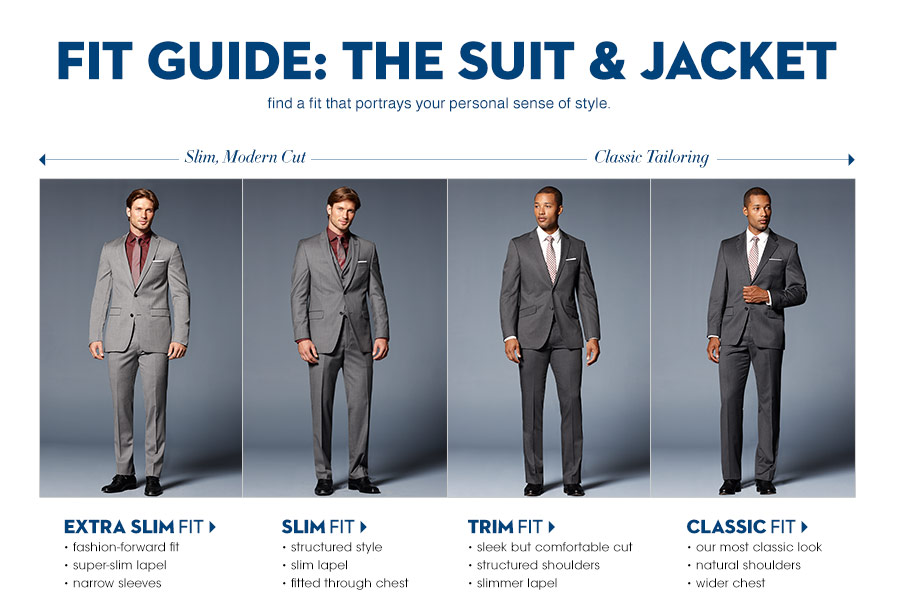 FIT GUIDE: THE SUIT & JACKET
find a fit that portrays your personal sense of style.
Slim, Modern Cut
Classic Tailoring
EXTRA SLIM FIT
• fashion-forward fit
• super-slim lapel
• narrow sleeves
SLIM FIT
• structured style
• slim lapel
• fitted through chest
TRIM FIT
• sleek but comfortable cut
• structured shoulders
• slimmer lapel
CLASSIC FIT
• our most classic look
• natural shoulders
• wider chest